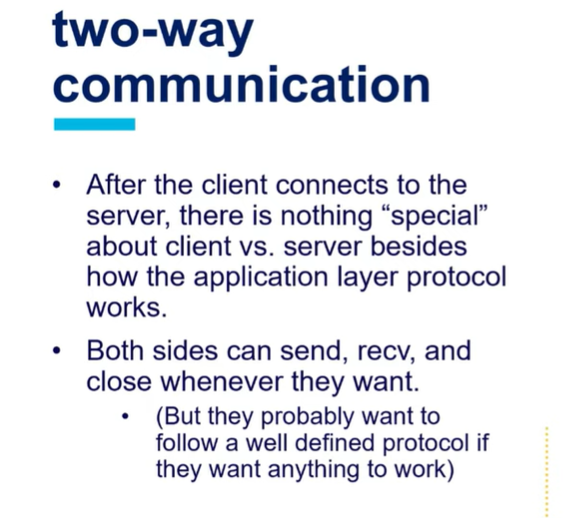 two-way
communication
• After the client connects to the
server, there is nothing “special”
about client vs. server besides
how the application layer protocol
works.
• Both sides can send, recv, and
close whenever they want.
• (But they probably want to
follow a well defined protocol if
they want anything to work)